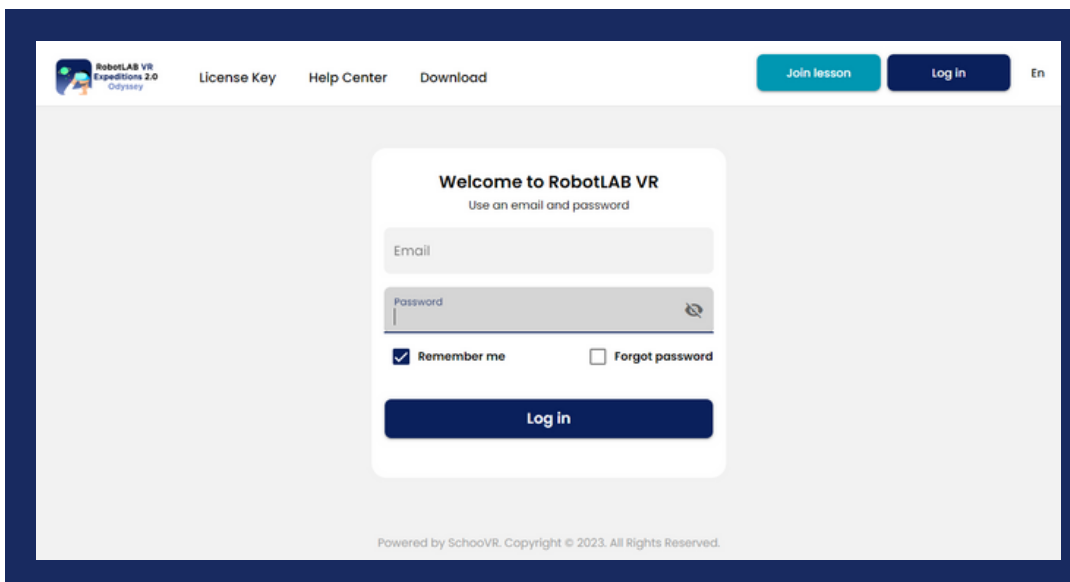 RobotLAB VR
Expeditions 2.0
Odyssey
License Key
Help Center
Download
Join lesson
Log in
En
Welcome to RobotLAB VR
Use an email and password
Email
Password
Remember me
Forgot password
Log in
Powered by SchooVR. Copyright © 2023. All Rights Reserved.